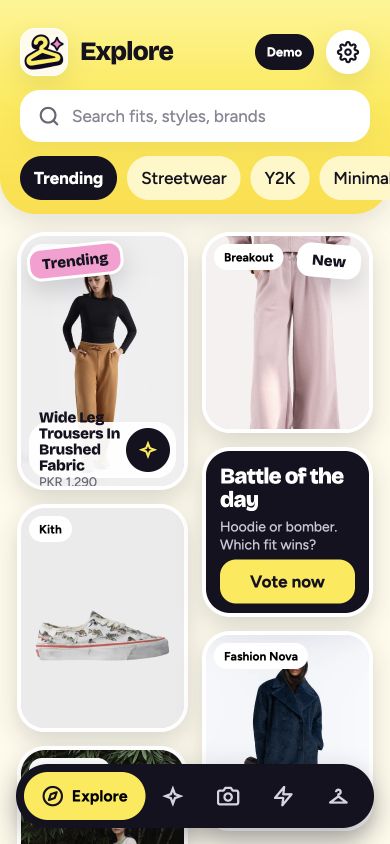 Explore
Demo
Search fits, styles, brands
Trending
Streetwear
Y2K
Minimal
Trending
Wide Leg
Trousers In
Brushed
Fabric
PKR 1,290
Breakout
New
Battle of the
day
Hoodie or bomber.
Which fit wins?
Vote now
Kith
Fashion Nova
Explore